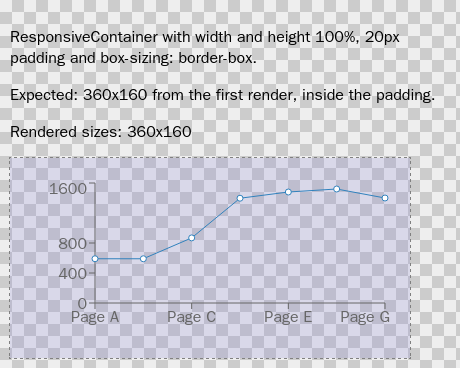 ResponsiveContainer with width and height 100%, 20px
padding and box-sizing: border-box.
Expected: 360x160 from the first render, inside the padding.
Rendered sizes: 360x160
1600
800
400
0
Page A Page C Page E Page G